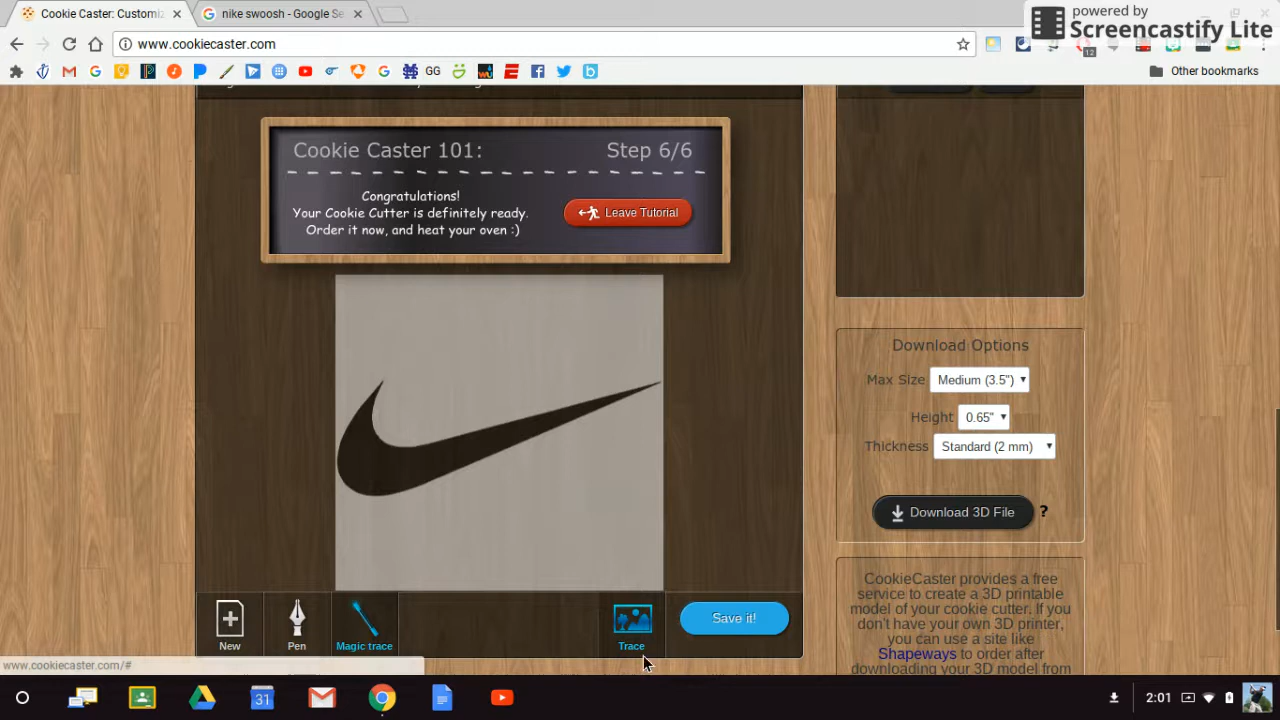 Cookie Caster: Customiz
nike swoosh - Google Se
powered by
Screencastify Lite
www.cookiecaster.com
12
GG
Other bookmarks
Cookie Caster 101:
Step 6/6
Congratulations!
Your Cookie Cutter is definitely ready.
Order it now, and heat your oven :)
Leave Tutorial
Download Options
Max Size Medium (3.5")
Height 0.65"
Thickness Standard (2 mm)
Download 3D File ?
CookieCaster provides a free
service to create a 3D printable
model of your cookie cutter. If you
don't have your own 3D printer,
you can use a site like
Shapeways to order after
downloading your 3D model from
New
Pen
Magic trace
Trace
Save it!
www.cookiecaster.com/#
31
2:01